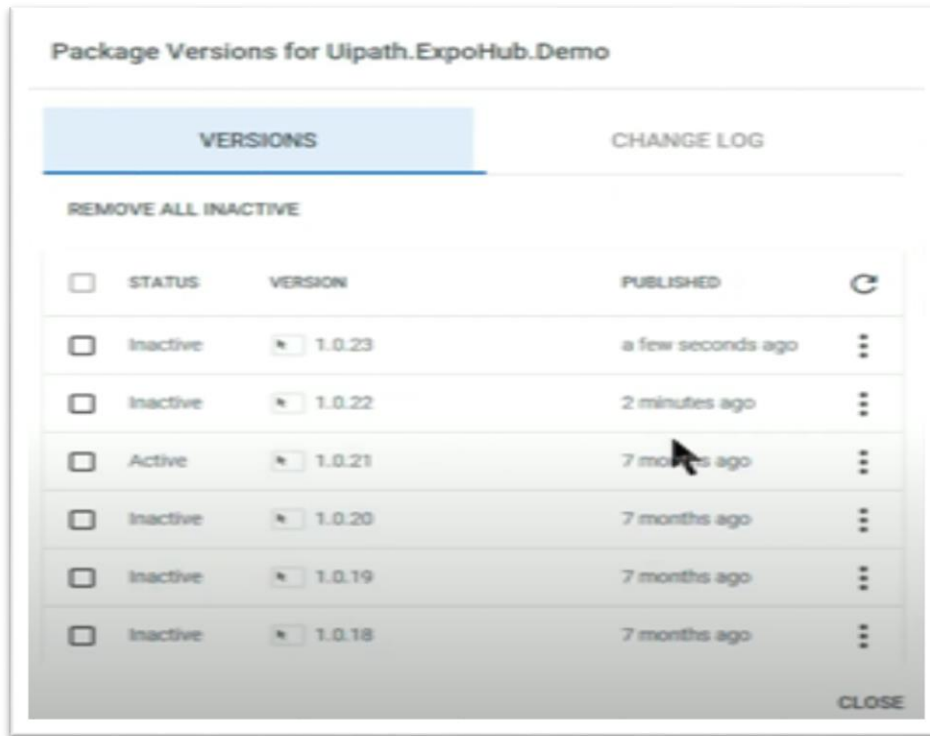 Package Versions for Uipath.ExpoHub.Demo
VERSIONS CHANGE LOG
REMOVE ALL INACTIVE
STATUS VERSION PUBLISHED
Inactive 1.0.23 a few seconds ago
Inactive 1.0.22 2 minutes ago
Active 1.0.21 7 months ago
Inactive 1.0.20 7 months ago
Inactive 1.0.19 7 months ago
Inactive 1.0.18 7 months ago
CLOSE